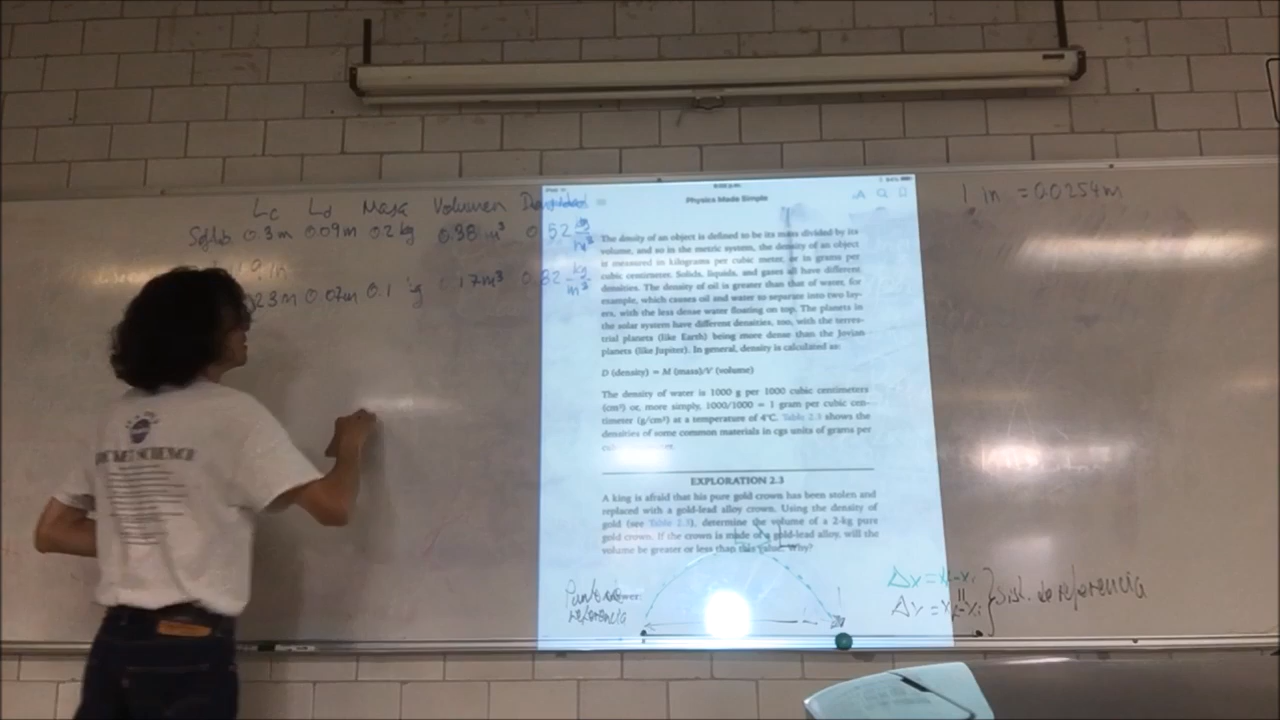 Lc Ld Masa Volumen Densidad
0.3m 0.09m 0.2kg 0.38 m³ 0.52 kg/m³
in
23m 0.07m 0.1 kg 17m³ 0.82 kg/m³
1 in = 0.0254m
Physics Made Simple
The density of an object is defined to be its mass divided by its
volume, and so in the metric system, the density of an object
is measured in kilograms per cubic meter, or in grams per
cubic centimeter. Solids, liquids, and gases all have different
densities. The density of oil is greater than that of water, for
example, which causes oil and water to separate into two lay-
ers, with the less dense water floating on top. The planets in
the solar system have different densities, too, with the terres-
trial planets (like Earth) being more dense than the Jovian
planets (like Jupiter). In general, density is calculated as:
D (density) = M (mass)/V (volume)
The density of water is 1000 g per 1000 cubic centimeters
(cm³) or, more simply, 1000/1000 = 1 gram per cubic cen-
timeter (g/cm³) at a temperature of 4°C. Table 2.3 shows the
densities of some common materials in cgs units of grams per
EXPLORATION 2.3
A king is afraid that his pure gold crown has been stolen and
replaced with a gold-lead alloy crown. Using the density of
gold (see Table 2.3), determine the volume of a 2-kg pure
gold crown. If the crown is made of a gold-lead alloy, will the
volume be greater or less than this value? Why?
Answer:
Punto de
referencia
Δx = x-xi
Δx = x-xi } Sist. de referencia
ROCKET SCIENCE